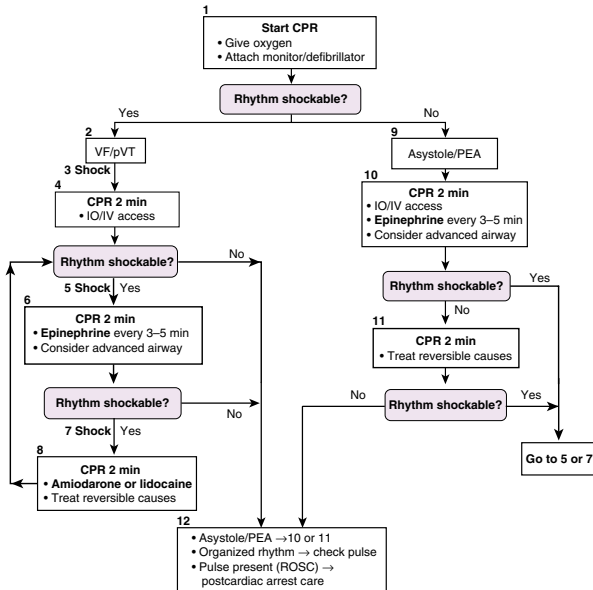 1
Start CPR
• Give oxygen
• Attach monitor/defibrillator
Rhythm shockable?
Yes
No
2
VF/pVT
3 Shock
4
CPR 2 min
• IO/IV access
Rhythm shockable?
No
5 Shock Yes
6
CPR 2 min
• Epinephrine every 3–5 min
• Consider advanced airway
Rhythm shockable?
No
7 Shock Yes
8
CPR 2 min
• Amiodarone or lidocaine
• Treat reversible causes
9
Asystole/PEA
10
CPR 2 min
• IO/IV access
• Epinephrine every 3–5 min
• Consider advanced airway
Rhythm shockable?
Yes
No
11
CPR 2 min
• Treat reversible causes
No
Rhythm shockable?
Yes
Go to 5 or 7
12
• Asystole/PEA →10 or 11
• Organized rhythm → check pulse
• Pulse present (ROSC) →
postcardiac arrest care